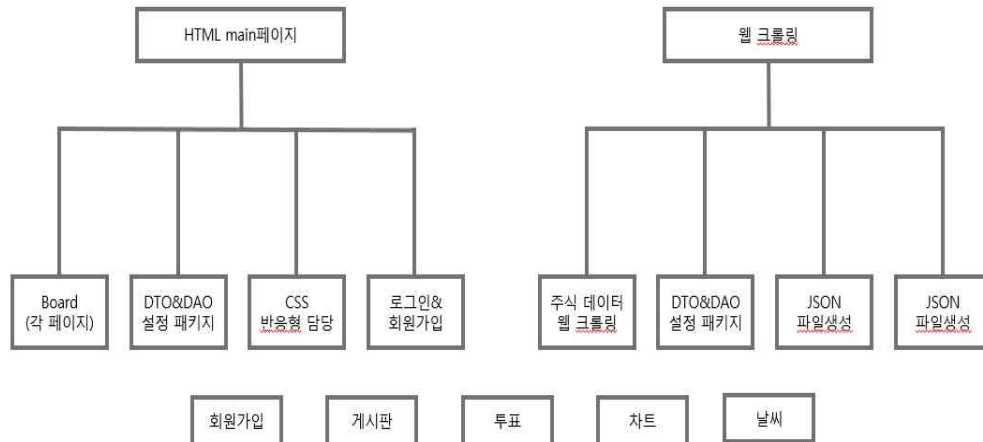 HTML main페이지
웹 크롤링
Board
(각 페이지)
DTO&DAO
설정 패키지
CSS
반응형 담당
로그인&
회원가입
주식 데이터
웹 크롤링
DTO&DAO
설정 패키지
JSON
파일생성
JSON
파일생성
회원가입
게시판
투표
차트
날씨